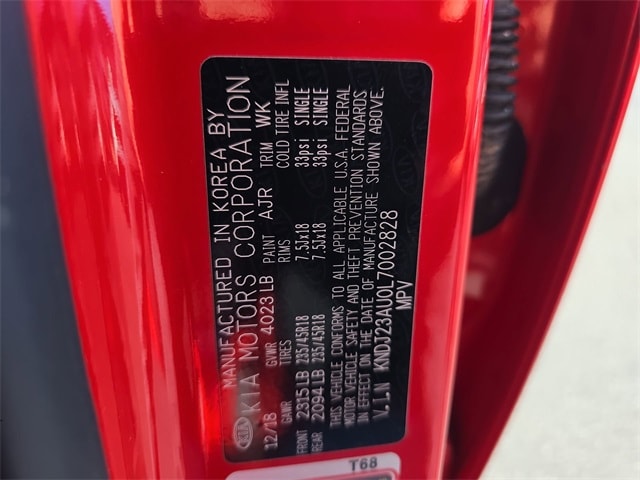 MANUFACTURED IN KOREA BY
KIA KIA MOTORS CORPORATION
12/18 GVWR 4023LB PAINT AJR TRIM WK
GAWR TIRES RIMS COLD TIRE INFL
FRONT 2315LB 235/45R18 7.5JX18 33psi SINGLE
REAR 2094LB 235/45R18 7.5JX18 33psi SINGLE
THIS VEHICLE CONFORMS TO ALL APPLICABLE U.S.A. FEDERAL
MOTOR VEHICLE SAFETY AND THEFT PREVENTION STANDARDS
IN EFFECT ON THE DATE OF MANUFACTURE SHOWN ABOVE.
V.I.N KNDJ23AU0L7002828
MPV
T68